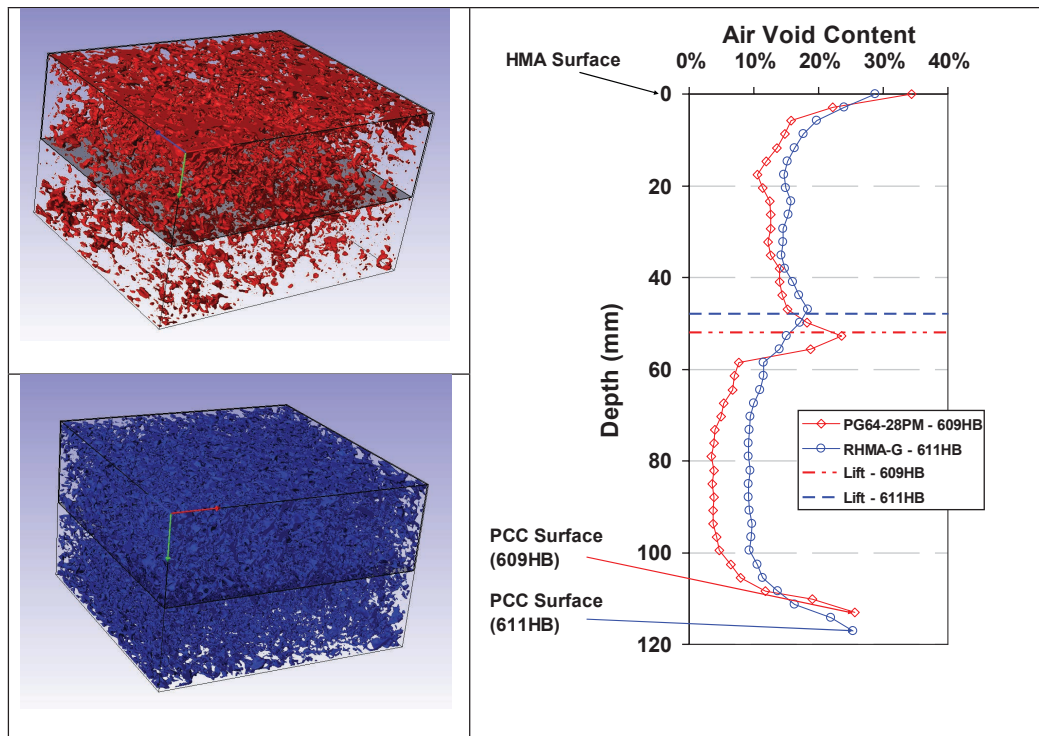 Air Void Content
HMA Surface
0% 10% 20% 30% 40%
0
20
40
60
80
100
120
Depth (mm)
PG64-28PM - 609HB
RHMA-G - 611HB
Lift - 609HB
Lift - 611HB
PCC Surface
(609HB)
PCC Surface
(611HB)